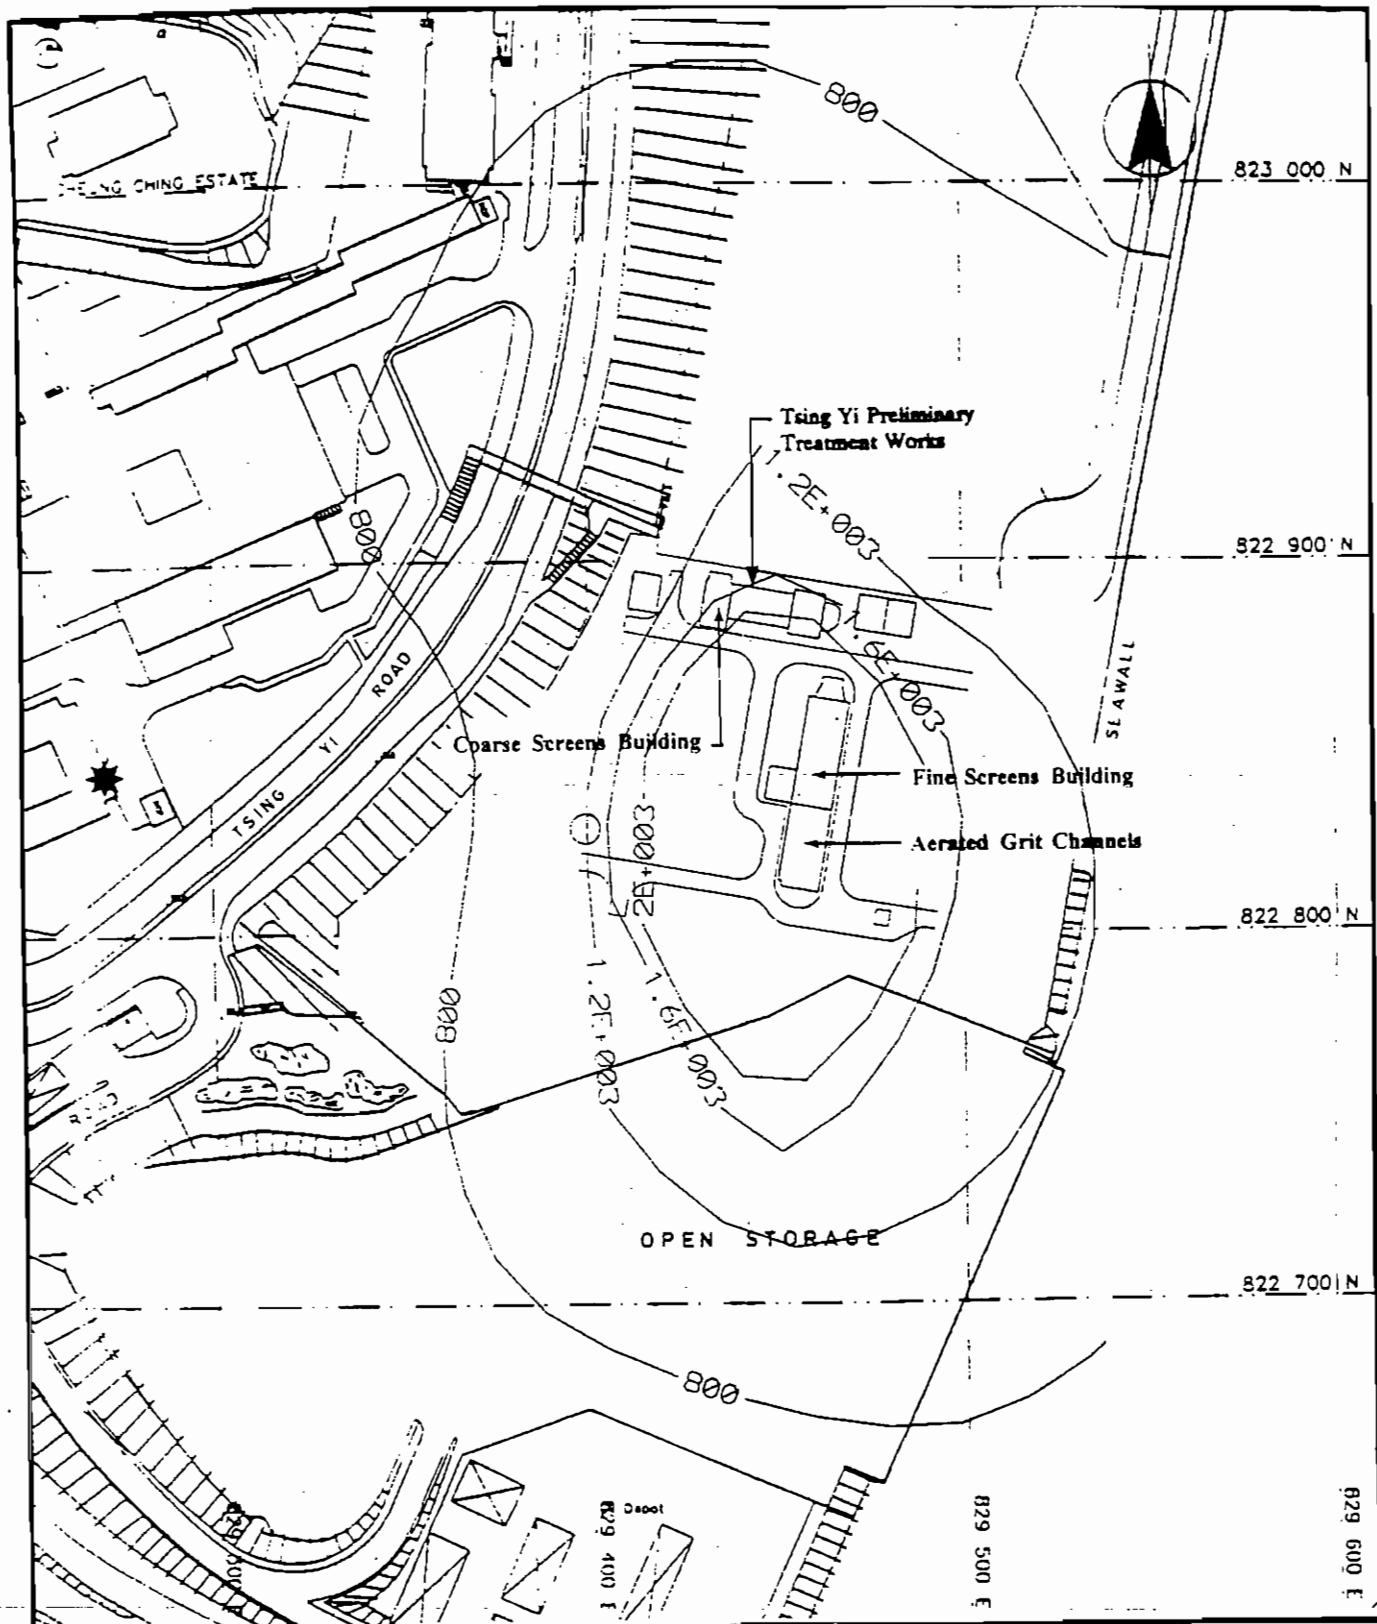 800
CHEUNG CHING ESTATE
823 000 N
Tsing Yi Preliminary
Treatment Works
1.2E+003
800
822 900 N
1.6E+003
ROAD
YI
TSING
SEAWALL
Coarse Screens Building
Fine Screens Building
2E+003
Aerated Grit Channels
822 800 N
800
1.2E+003
1.6E+003
ROAD
OPEN STORAGE
822 700 N
800
Depot
829 400 E
829 500 E
829 600 E